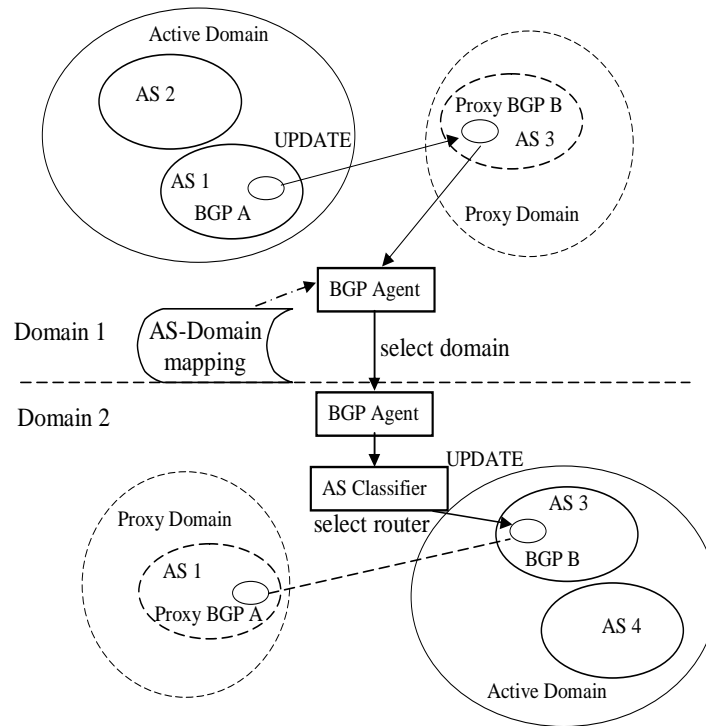 Active Domain
AS 2
UPDATE
AS 1
BGP A
Proxy BGP B
AS 3
Proxy Domain
BGP Agent
Domain 1
AS-Domain
mapping
select domain
Domain 2
BGP Agent
UPDATE
AS Classifier
select router
Proxy Domain
AS 1
Proxy BGP A
AS 3
BGP B
AS 4
Active Domain